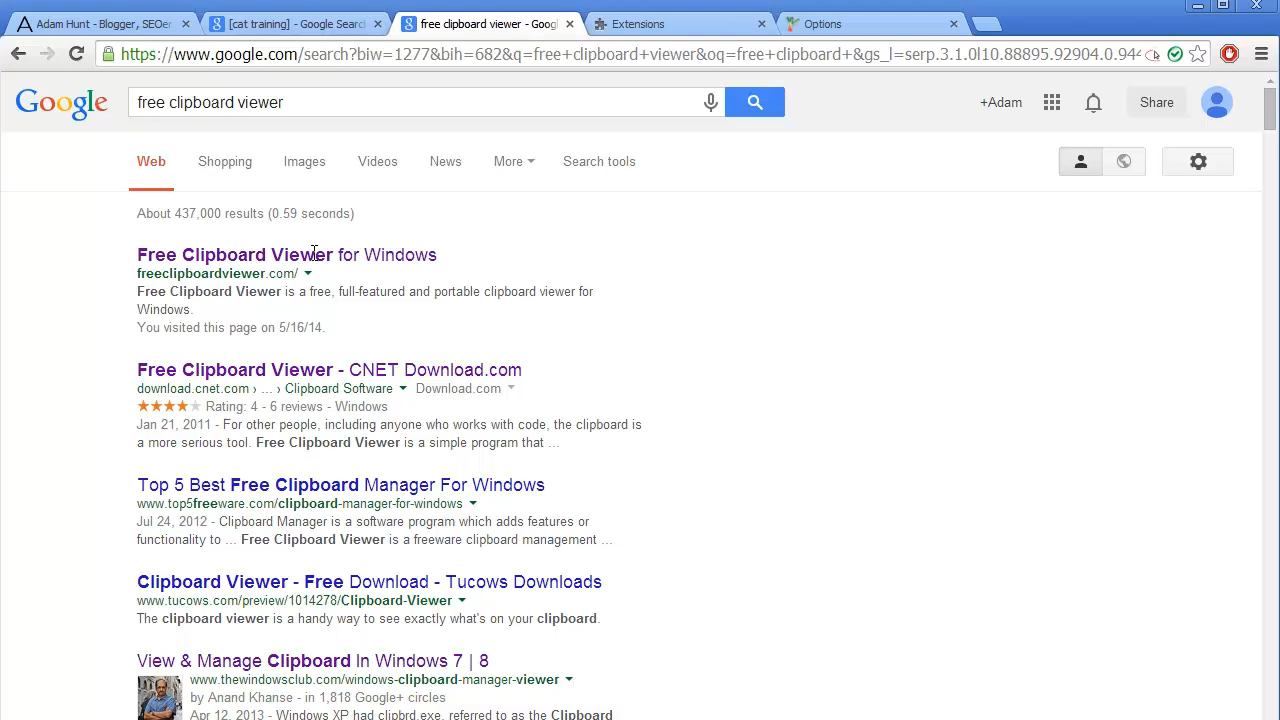 Adam Hunt - Blogger, SEOer
[cat training] - Google Search
free clipboard viewer - Goog
Extensions
Options
https://www.google.com/search?biw=1277&bih=682&q=free+clipboard+viewer&oq=free+clipboard+&gs_l=serp.3.1.0l10.88895.92904.0.944
Google
free clipboard viewer
+Adam
Share
Web
Shopping
Images
Videos
News
More
Search tools
About 437,000 results (0.59 seconds)
Free Clipboard Viewer for Windows
freeclipboardviewer.com/
Free Clipboard Viewer is a free, full-featured and portable clipboard viewer for
Windows.
You visited this page on 5/16/14.
Free Clipboard Viewer - CNET Download.com
download.cnet.com › ... › Clipboard Software Download.com
Rating: 4 - 6 reviews - Windows
Jan 21, 2011 - For other people, including anyone who works with code, the clipboard is
a more serious tool. Free Clipboard Viewer is a simple program that ...
Top 5 Best Free Clipboard Manager For Windows
www.top5freeware.com/clipboard-manager-for-windows
Jul 24, 2012 - Clipboard Manager is a software program which adds features or
functionality to ... Free Clipboard Viewer is a freeware clipboard management ...
Clipboard Viewer - Free Download - Tucows Downloads
www.tucows.com/preview/1014278/Clipboard-Viewer
The clipboard viewer is a handy way to see exactly what's on your clipboard.
View & Manage Clipboard In Windows 7 | 8
www.thewindowsclub.com/windows-clipboard-manager-viewer
by Anand Khanse - in 1,818 Google+ circles
Apr 12, 2013 - Windows XP had clipbrd.exe, referred to as the Clipboard